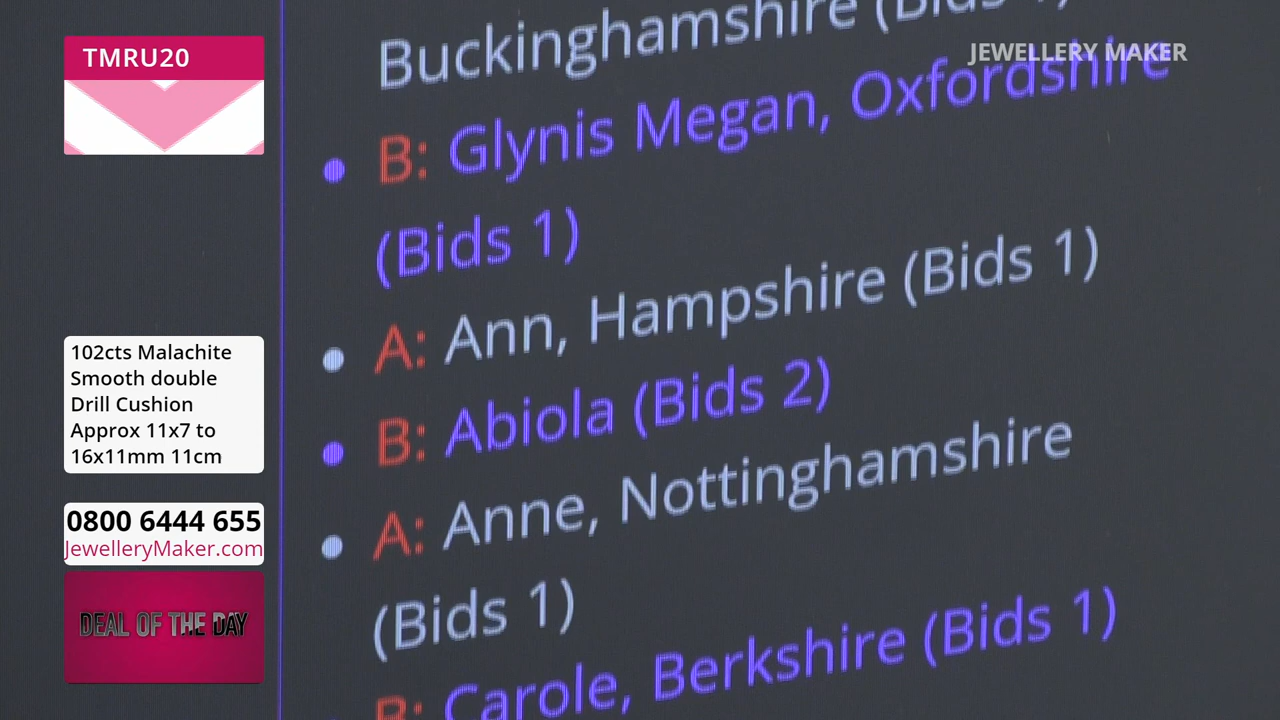 TMRU20
JEWELLERY MAKER
Buckinghamshire (Bids 1)
B: Glynis Megan, Oxfordshire
(Bids 1)
A: Ann, Hampshire (Bids 1)
B: Abiola (Bids 2)
A: Anne, Nottinghamshire
(Bids 1)
B: Carole, Berkshire (Bids 1)
102cts Malachite
Smooth double
Drill Cushion
Approx 11x7 to
16x11mm 11cm
0800 6444 655
JewelleryMaker.com
DEAL OF THE DAY